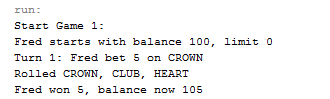 run:
Start Game 1:
Fred starts with balance 100, limit 0
Turn 1: Fred bet 5 on CROWN
Rolled CROWN, CLUB, HEART
Fred won 5, balance now 105